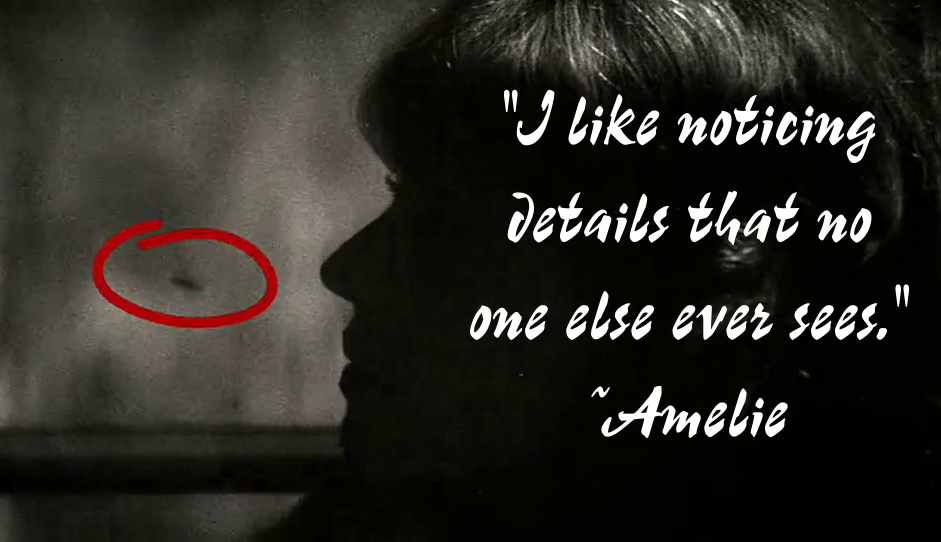 "I like noticing
details that no
one else ever sees."
~Amelie